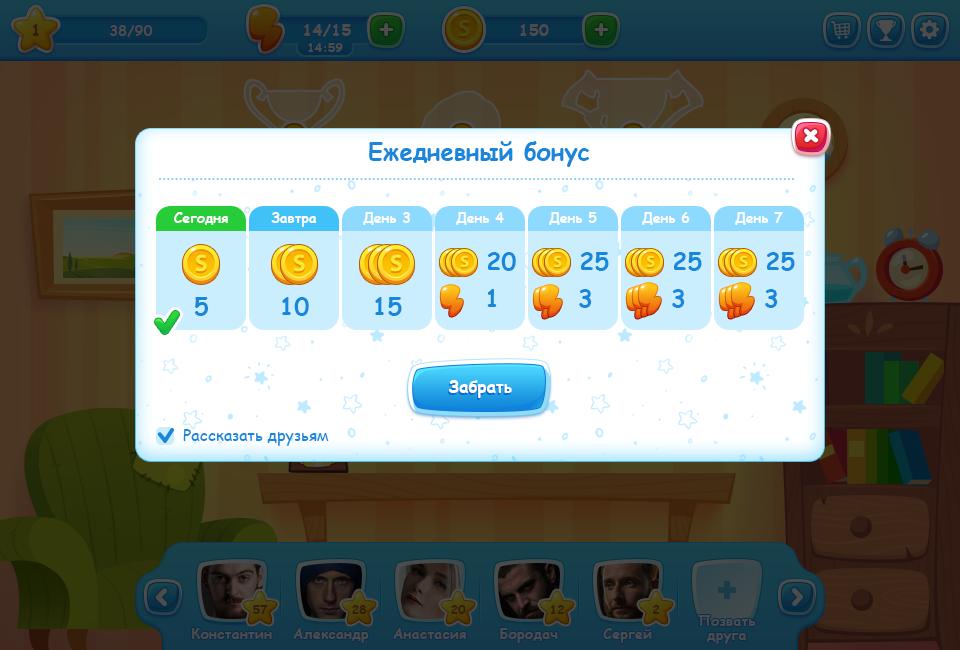 1 38/90 14/15 150
14:59
Ежедневный бонус
Сегодня Завтра День 3 День 4 День 5 День 6 День 7
S S S S 20 S 25 S 25 S 25
5 10 15 1 3 3 3
Забрать
Рассказать друзьям
57 28 20 12 2
Константин Александр Анастасия Бородач Сергей Позвать
друга